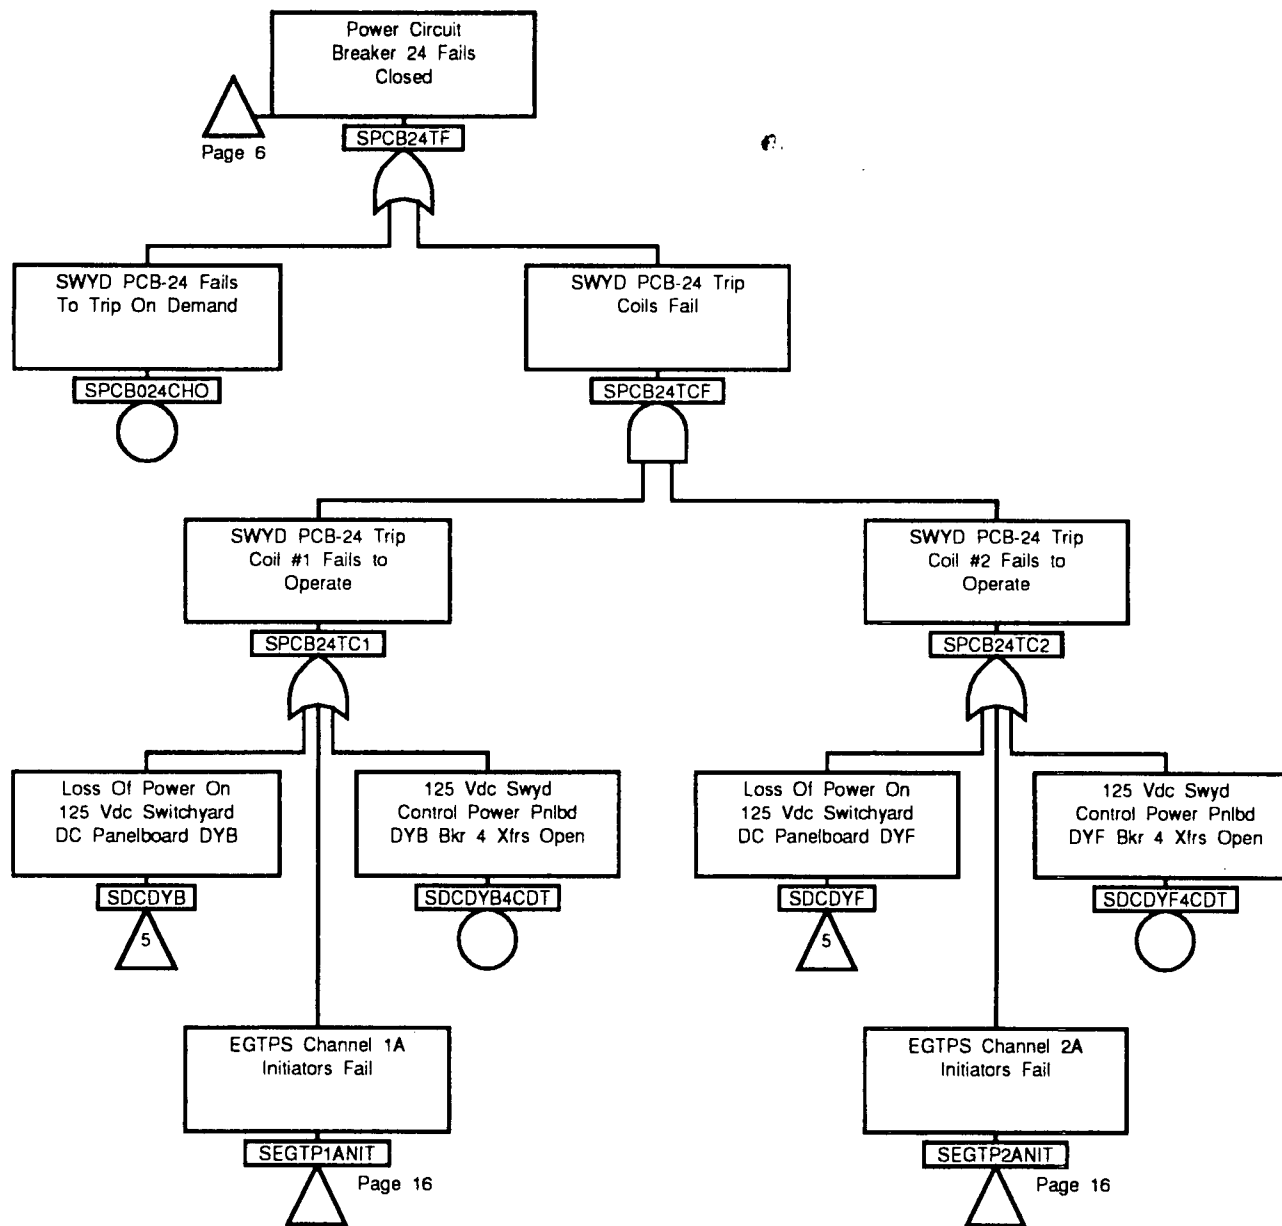 Power Circuit
Breaker 24 Fails
Closed
Page 6
SPCB24TF
SWYD PCB-24 Fails
To Trip On Demand
SPCB024CHO
SWYD PCB-24 Trip
Coils Fail
SPCB24TCF
SWYD PCB-24 Trip
Coil #1 Fails to
Operate
SPCB24TC1
SWYD PCB-24 Trip
Coil #2 Fails to
Operate
SPCB24TC2
Loss Of Power On
125 Vdc Switchyard
DC Panelboard DYB
SDCDYB
5
125 Vdc Swyd
Control Power Pnlbd
DYB Bkr 4 Xfrs Open
SDCDYB4CDT
Loss Of Power On
125 Vdc Switchyard
DC Panelboard DYF
SDCDYF
5
125 Vdc Swyd
Control Power Pnlbd
DYF Bkr 4 Xfrs Open
SDCDYF4CDT
EGTPS Channel 1A
Initiators Fail
SEGTP1ANIT
Page 16
EGTPS Channel 2A
Initiators Fail
SEGTP2ANIT
Page 16